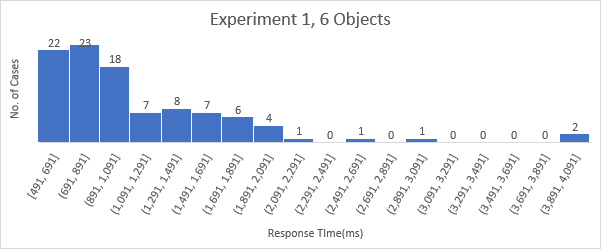 Experiment 1, 6 Objects
No. of Cases
22 23 18 7 8 7 6 4 1 0 1 0 1 0 0 0 0 2
[491, 691] (691, 891] (891, 1,091] (1,091, 1,291] (1,291, 1,491] (1,491, 1,691] (1,691, 1,891] (1,891, 2,091] (2,091, 2,291] (2,291, 2,491] (2,491, 2,691] (2,691, 2,891] (2,891, 3,091] (3,091, 3,291] (3,291, 3,491] (3,491, 3,691] (3,691, 3,891] (3,891, 4,091]
Response TIme(ms)